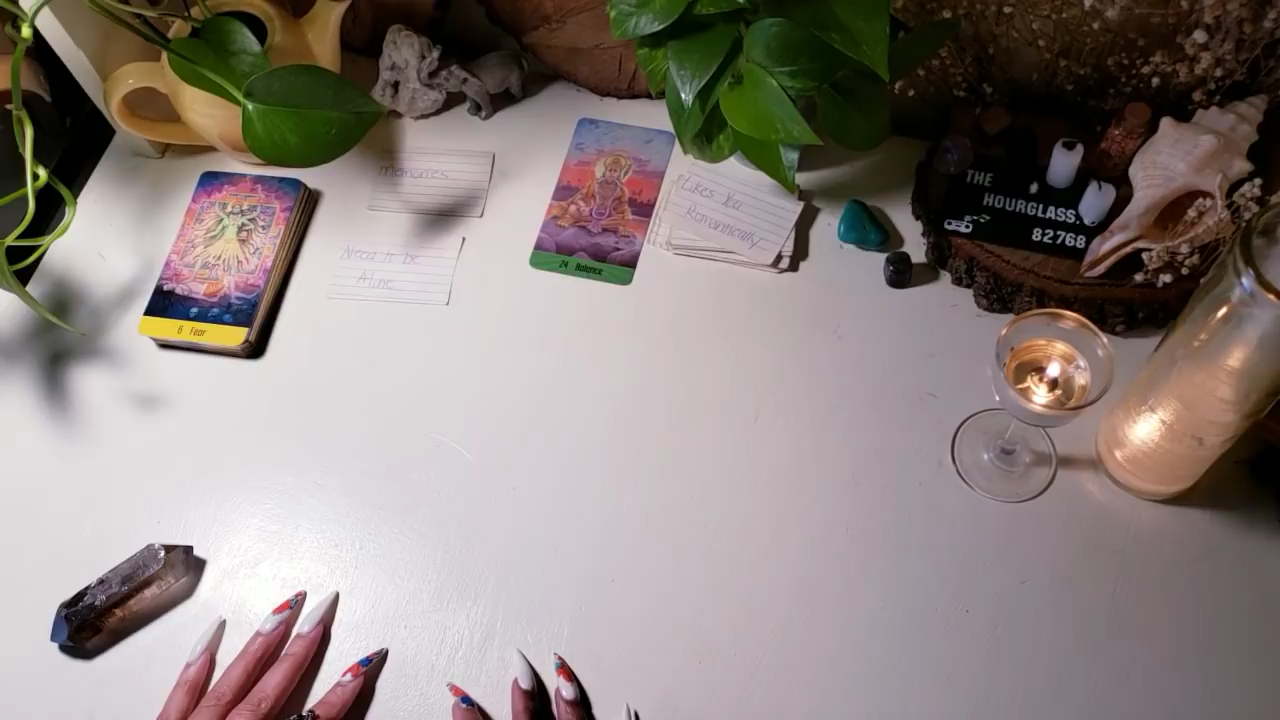 memories
Need to be
Alone
6 Fear
24 Balance
Likes You
Romantically
THE
HOURGLASS.
82768